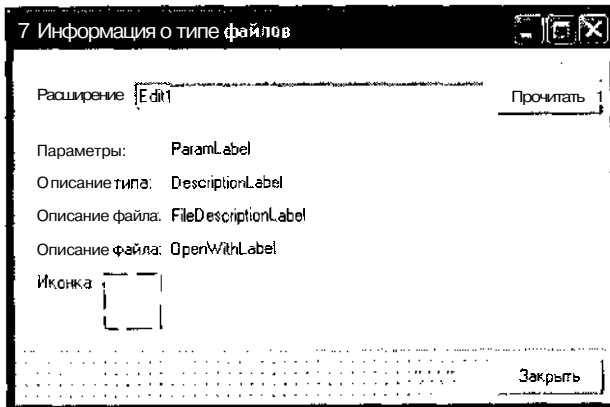 7 Информация о типе файлов
Расширение Edit1 Прочитать 1
Параметры: ParamLabel
Описание типа: DescriptionLabel
Описание файла: FileDescriptionLabel
Описание файла: OpenWithLabel
Иконка
Закрыть